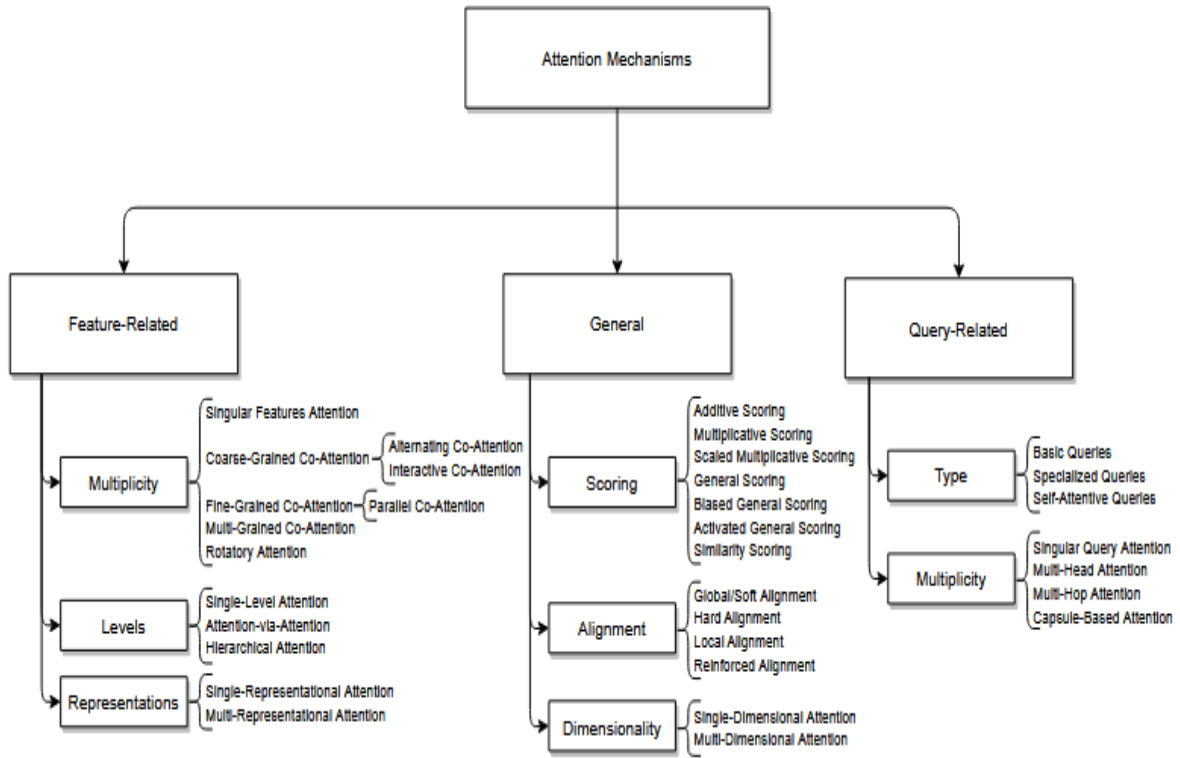 Attention Mechanisms
Feature-Related
General
Query-Related
Multiplicity
Singular Features Attention
Coarse-Grained Co-Attention
Alternating Co-Attention
Interactive Co-Attention
Fine-Grained Co-Attention
Parallel Co-Attention
Multi-Grained Co-Attention
Rotatory Attention
Levels
Single-Level Attention
Attention-via-Attention
Hierarchical Attention
Representations
Single-Representational Attention
Multi-Representational Attention
Scoring
Additive Scoring
Multiplicative Scoring
Scaled Multiplicative Scoring
General Scoring
Biased General Scoring
Activated General Scoring
Similarity Scoring
Alignment
Global/Soft Alignment
Hard Alignment
Local Alignment
Reinforced Alignment
Dimensionality
Single-Dimensional Attention
Multi-Dimensional Attention
Type
Basic Queries
Specialized Queries
Self-Attentive Queries
Multiplicity
Singular Query Attention
Multi-Head Attention
Multi-Hop Attention
Capsule-Based Attention